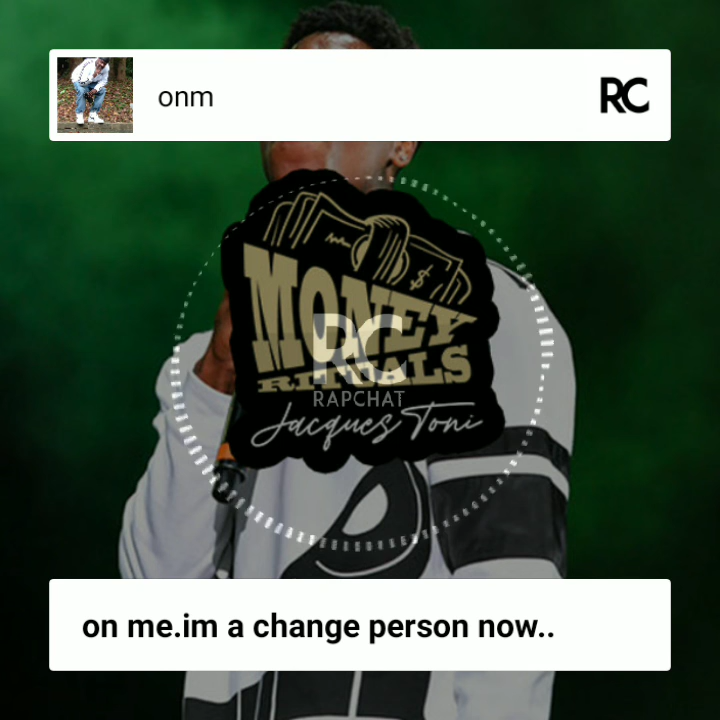 onm
RC
MONEY
RITUALS
RC
RAPCHAT
Jacques Toni
on me.im a change person now..